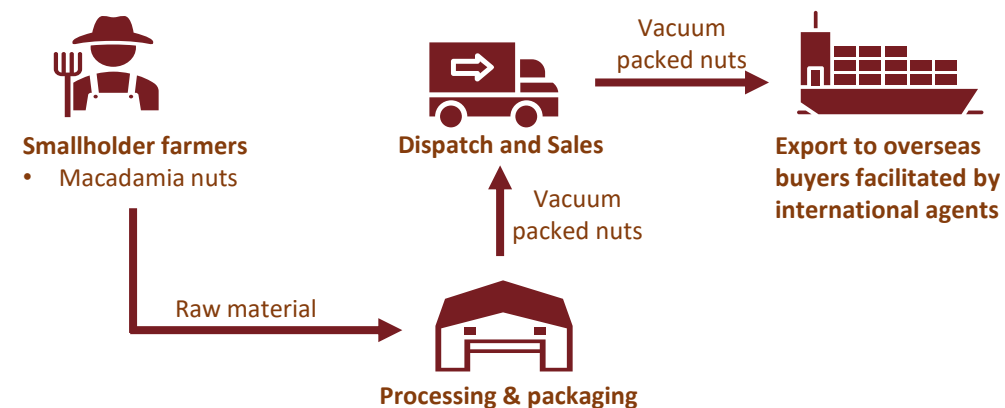 Smallholder farmers
• Macadamia nuts
Raw material
Processing & packaging
Vacuum
packed nuts
Dispatch and Sales
Vacuum
packed nuts
Export to overseas
buyers facilitated by
international agents